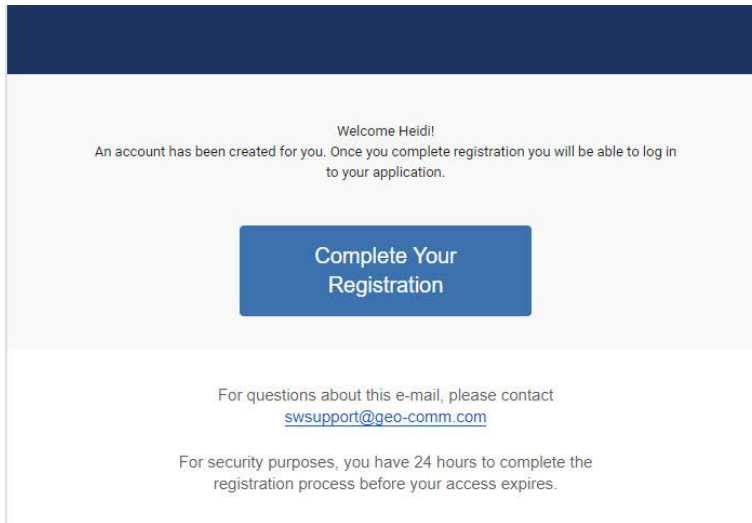 Welcome Heidi!
An account has been created for you. Once you complete registration you will be able to log in
to your application.
Complete Your
Registration
For questions about this e-mail, please contact
swsupport@geo-comm.com
For security purposes, you have 24 hours to complete the
registration process before your access expires.